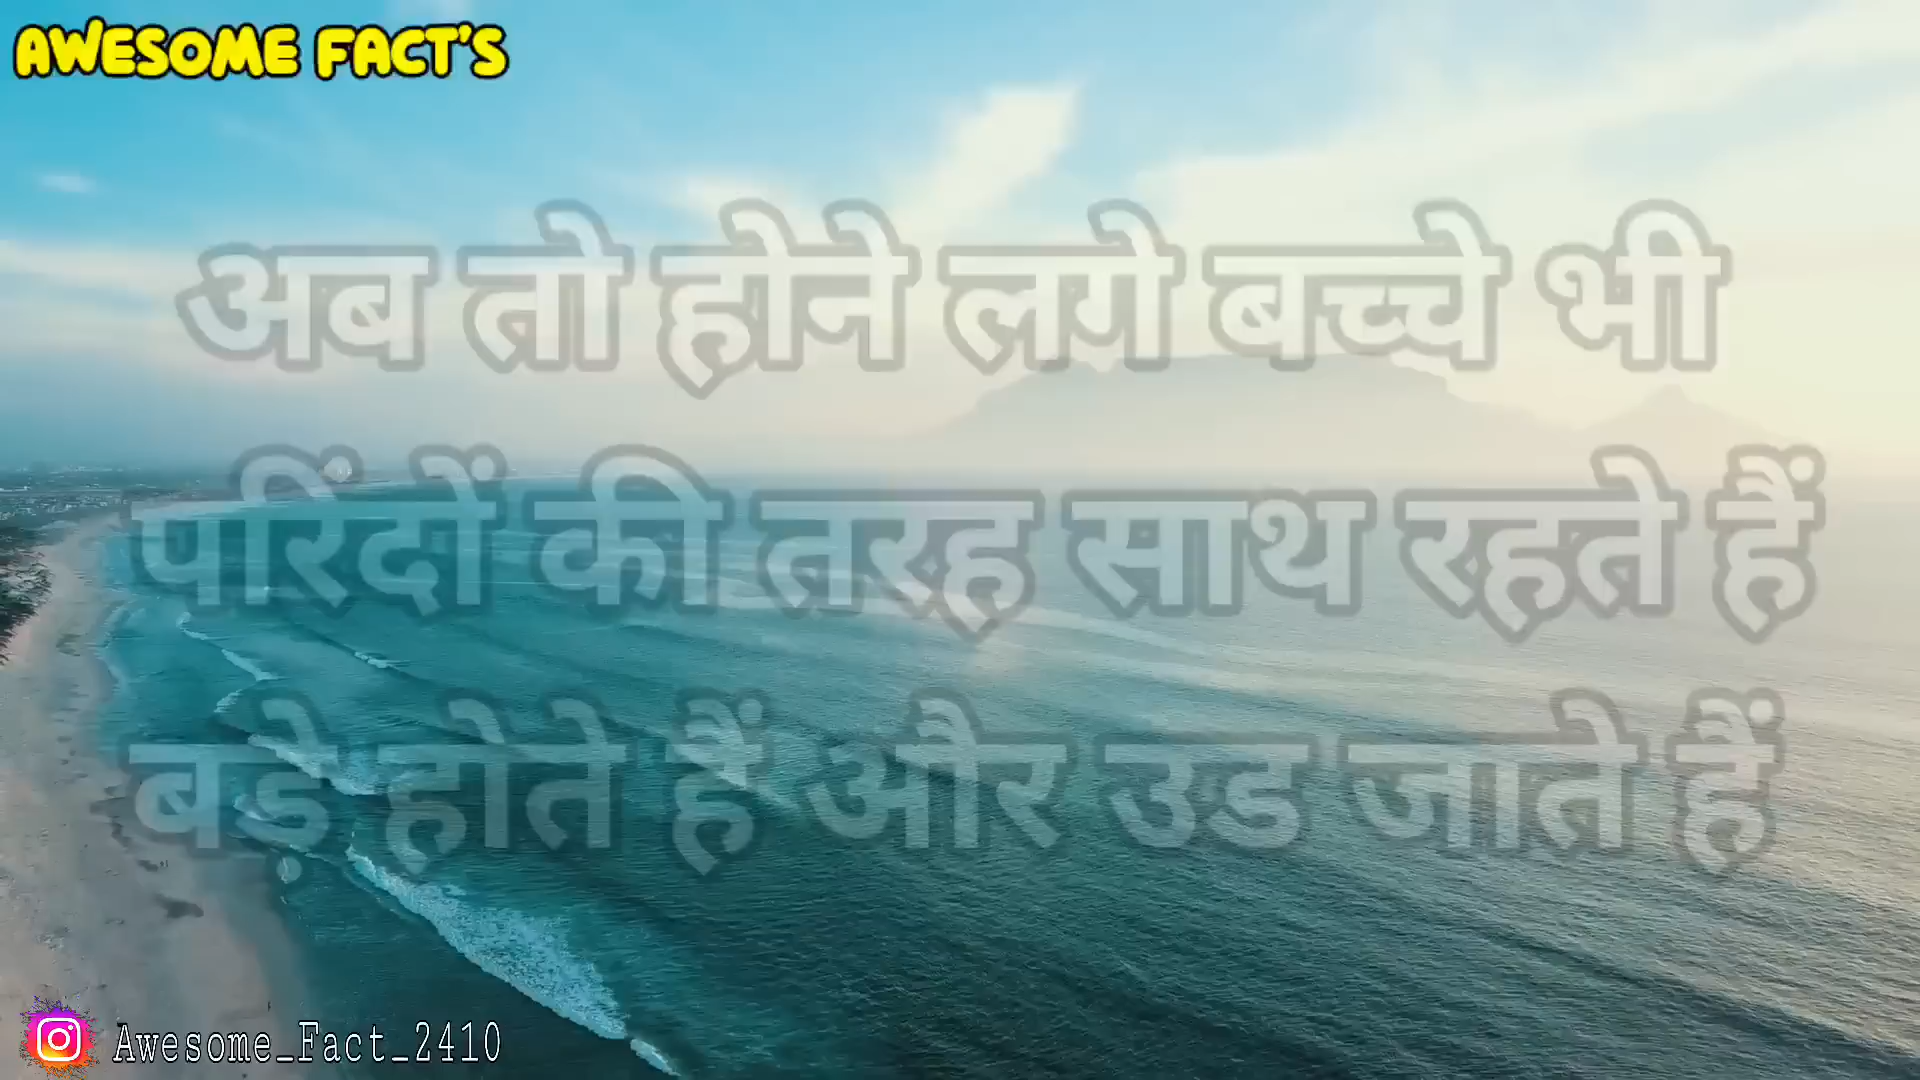 AWESOME FACT'S
अब तो होने लगे बच्चे भी
परिंदों की तरह साथ रहते हैं
बड़े होते हैं और उड जाते हैं
Awesome_Fact_2410